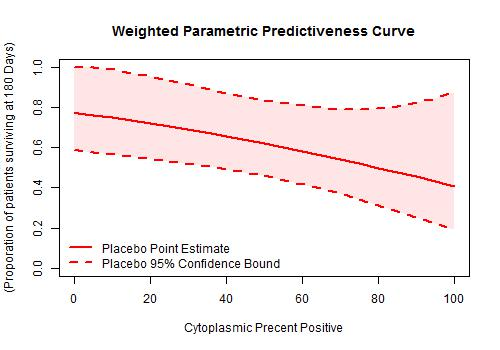 Weighted Parametric Predictiveness Curve
(Proporation of patients surviving at 180 Days)
1.0
0.8
0.6
0.4
0.2
0.0
Placebo Point Estimate
Placebo 95% Confidence Bound
0 20 40 60 80 100
Cytoplasmic Precent Positive